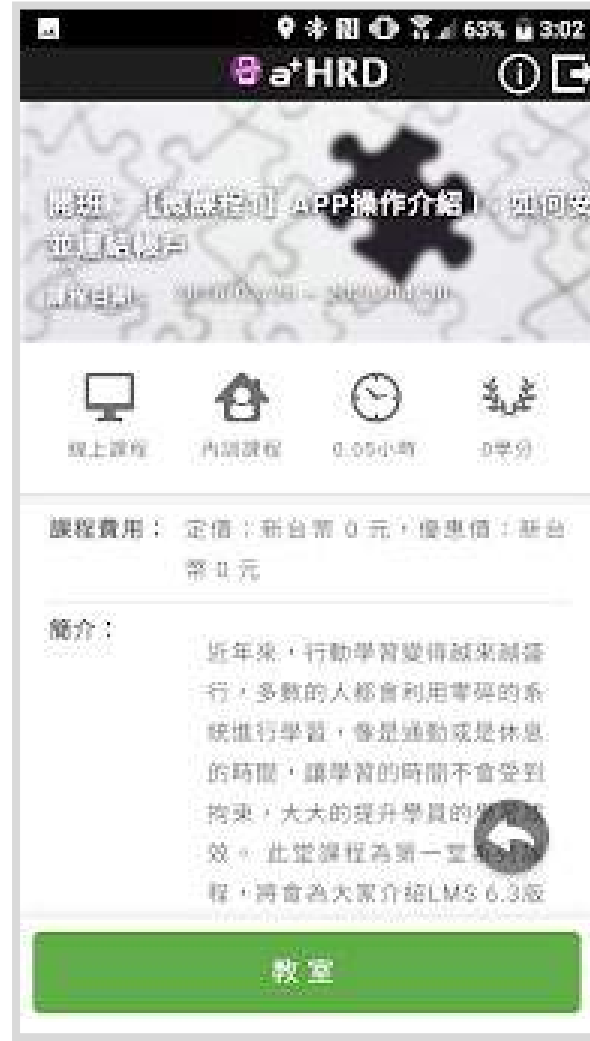 63% 3:02
a+HRD
開班：【微課程01】APP操作介紹
線上課程 內訓課程 0.05小時 0學分
課程費用：定價：新台幣 0 元，優惠價：新台
幣 0 元
簡介：
近年來，行動學習變得越來越盛
行，多數的人都會利用零碎的系
統進行學習，像是通勤或是休息
的時間，讓學習的時間不會受到
拘束，大大的提升學員的
效。 此堂課程為第一堂
程，將會為大家介紹LMS 6.3版
教室